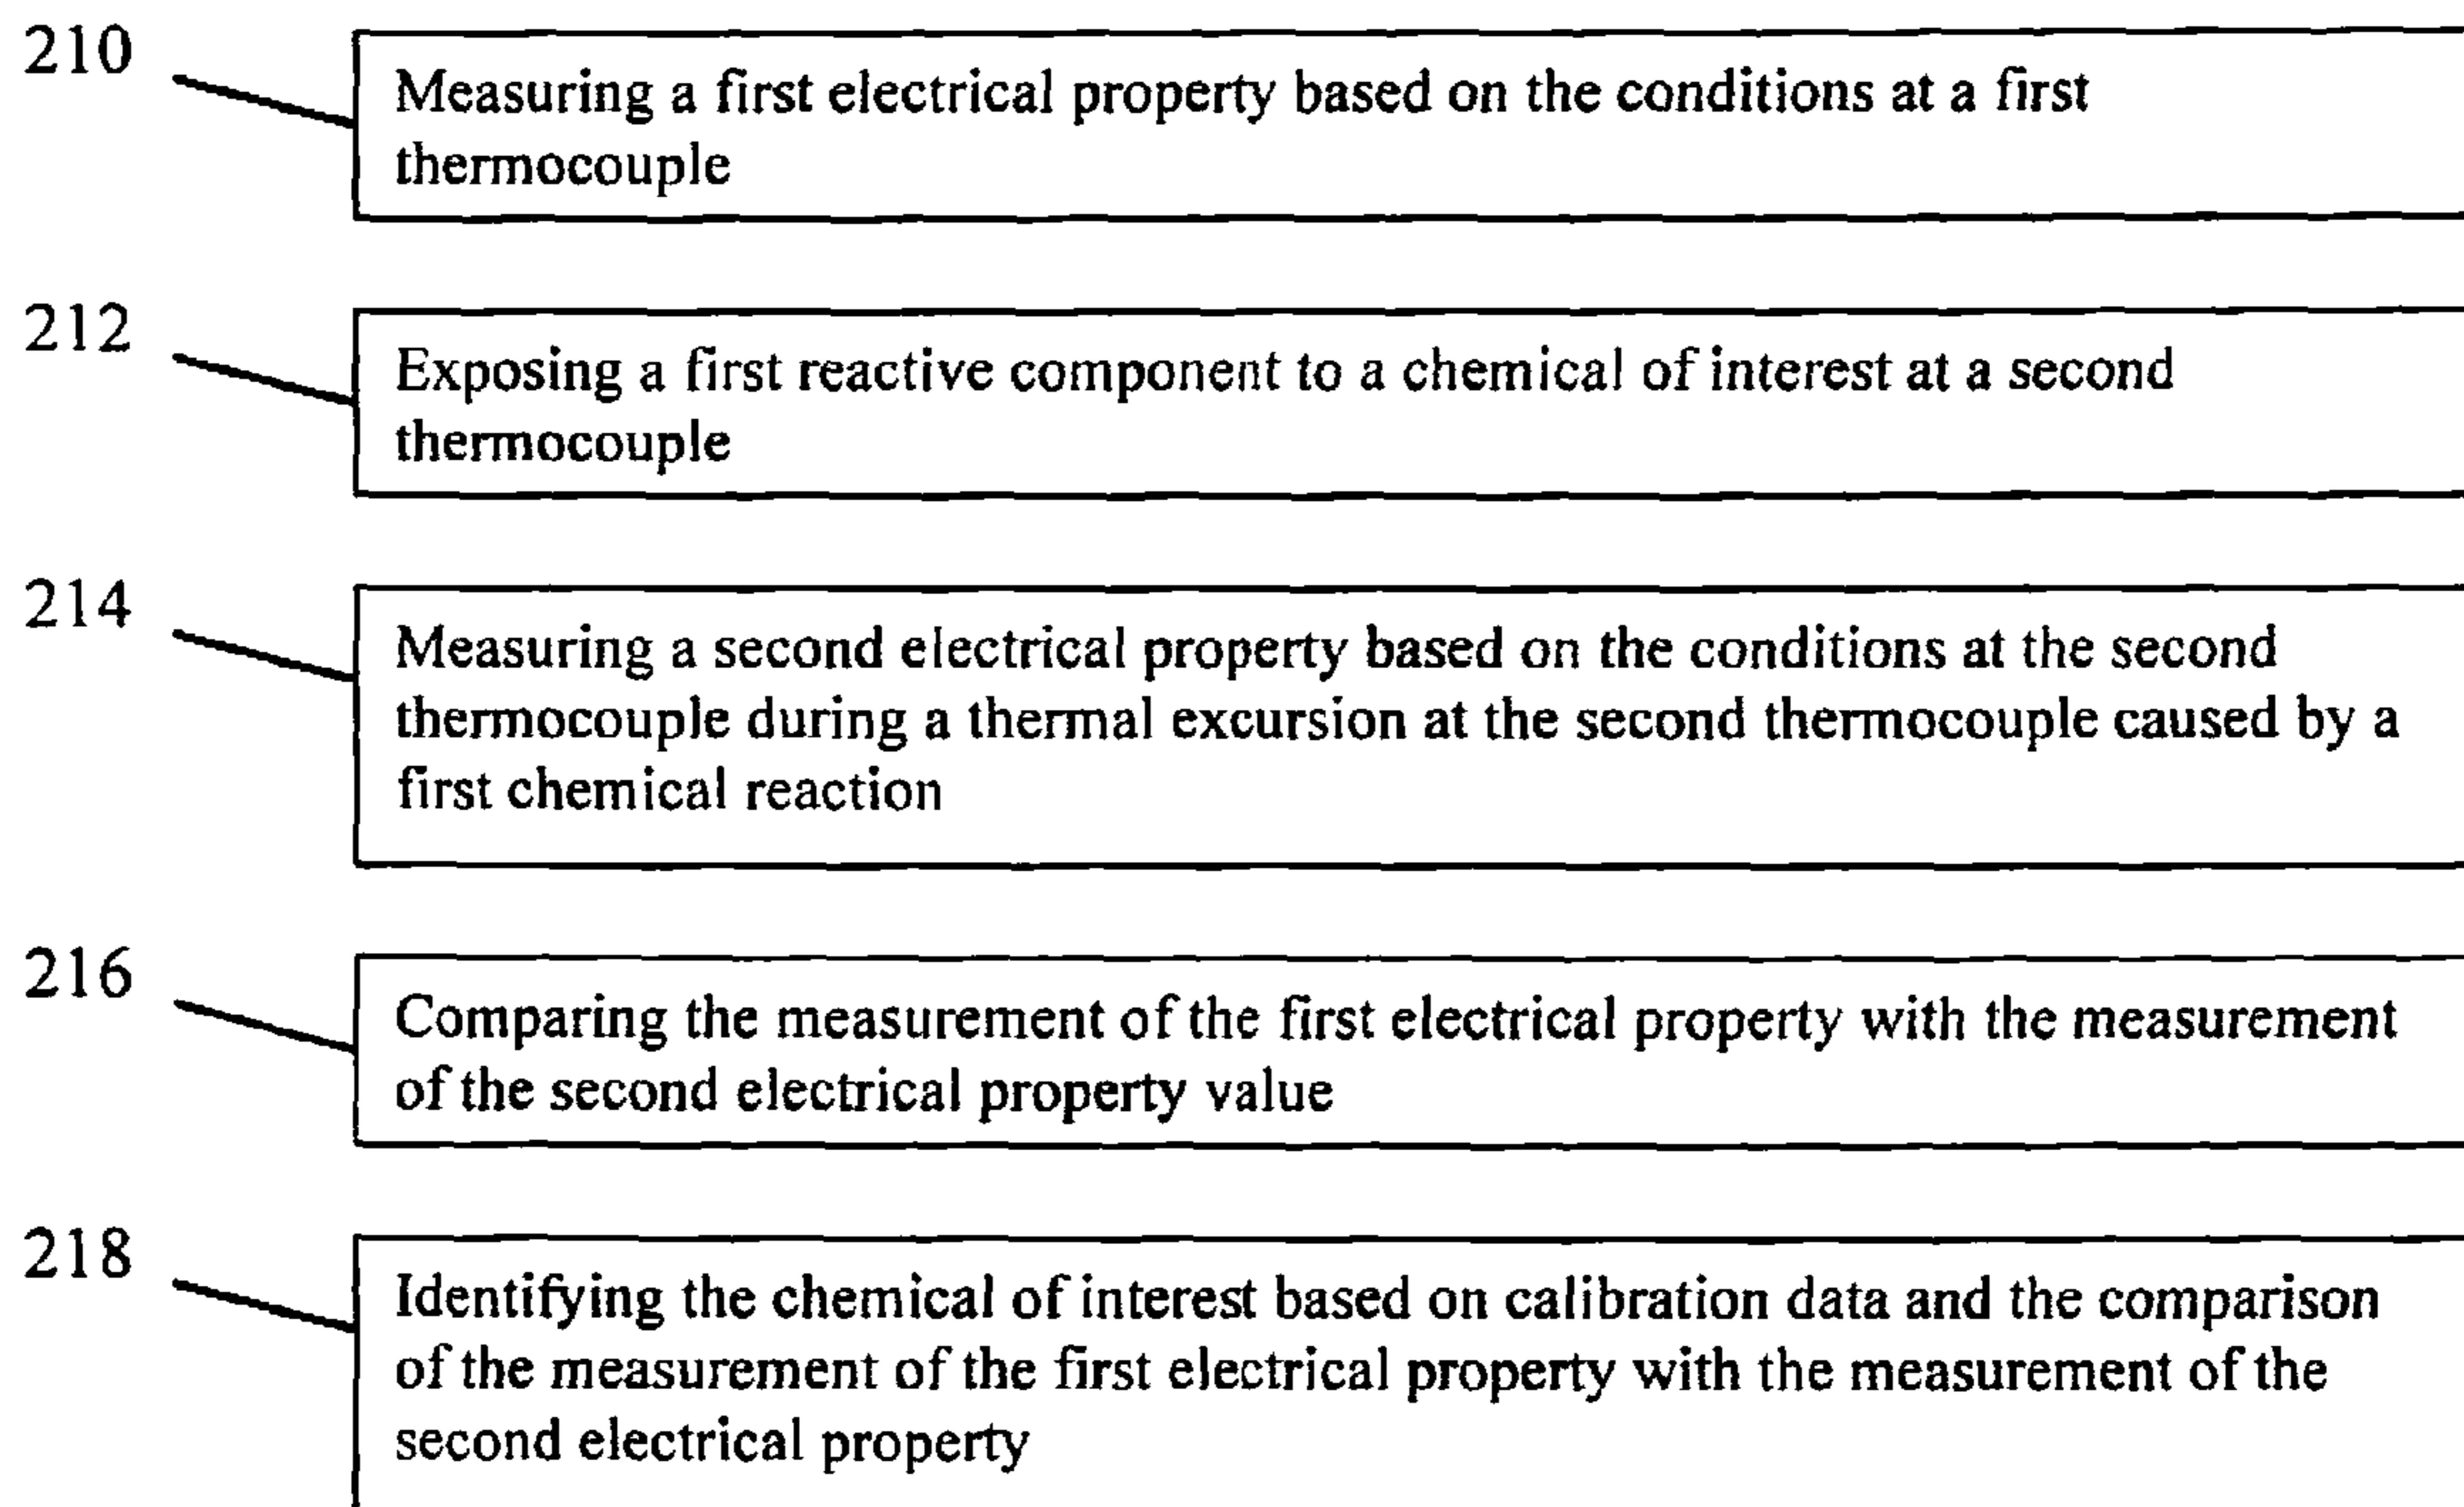 210
Measuring a first electrical property based on the conditions at a first
thermocouple
212
Exposing a first reactive component to a chemical of interest at a second
thermocouple
214
Measuring a second electrical property based on the conditions at the second
thermocouple during a thermal excursion at the second thermocouple caused by a
first chemical reaction
216
Comparing the measurement of the first electrical property with the measurement
of the second electrical property value
218
Identifying the chemical of interest based on calibration data and the comparison
of the measurement of the first electrical property with the measurement of the
second electrical property